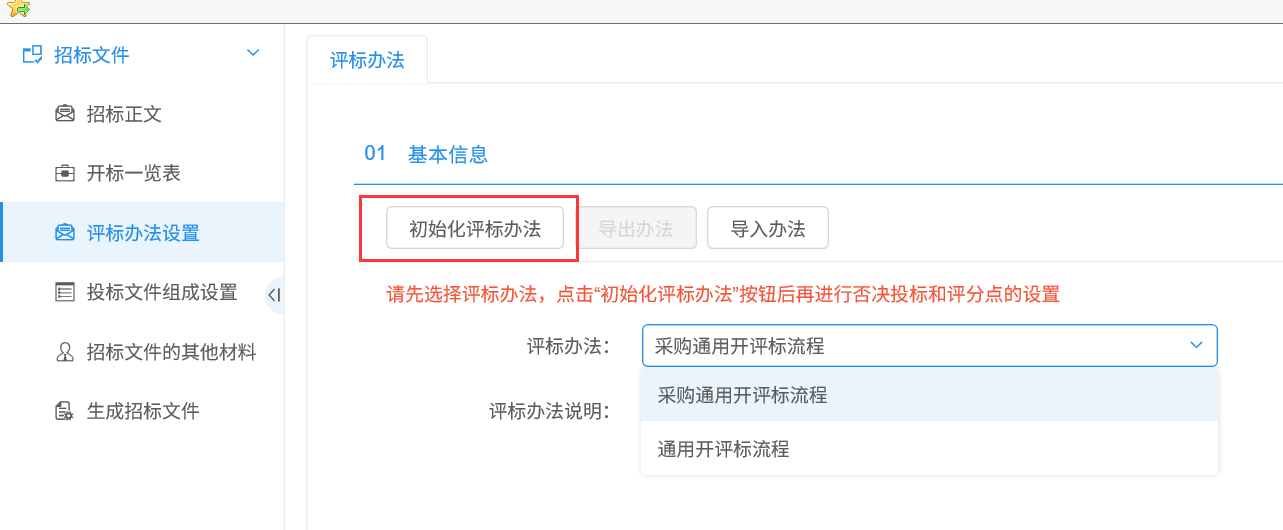 招标文件
招标正文
开标一览表
评标办法设置
投标文件组成设置
招标文件的其他材料
生成招标文件
评标办法
01 基本信息
初始化评标办法 导出办法 导入办法
请先选择评标办法，点击“初始化评标办法”按钮后再进行否决投标和评分点的设置
评标办法： 采购通用开评标流程
采购通用开评标流程
评标办法说明：
通用开评标流程